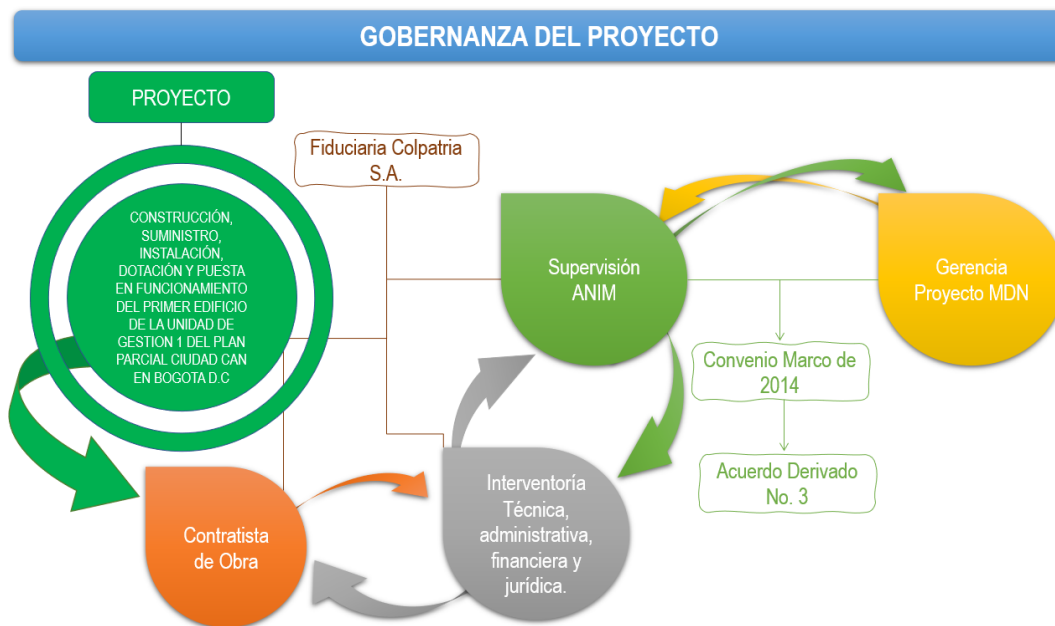 GOBERNANZA DEL PROYECTO
PROYECTO
CONSTRUCCIÓN,
SUMINISTRO,
INSTALACIÓN,
DOTACIÓN Y PUESTA
EN FUNCIONAMIENTO
DEL PRIMER EDIFICIO
DE LA UNIDAD DE
GESTION 1 DEL PLAN
PARCIAL CIUDAD CAN
EN BOGOTA D.C
Fiduciaria Colpatria
S.A.
Supervisión
ANIM
Gerencia
Proyecto MDN
Convenio Marco de
2014
Acuerdo Derivado
No. 3
Contratista
de Obra
Interventoría
Técnica,
administrativa,
financiera y
jurídica.